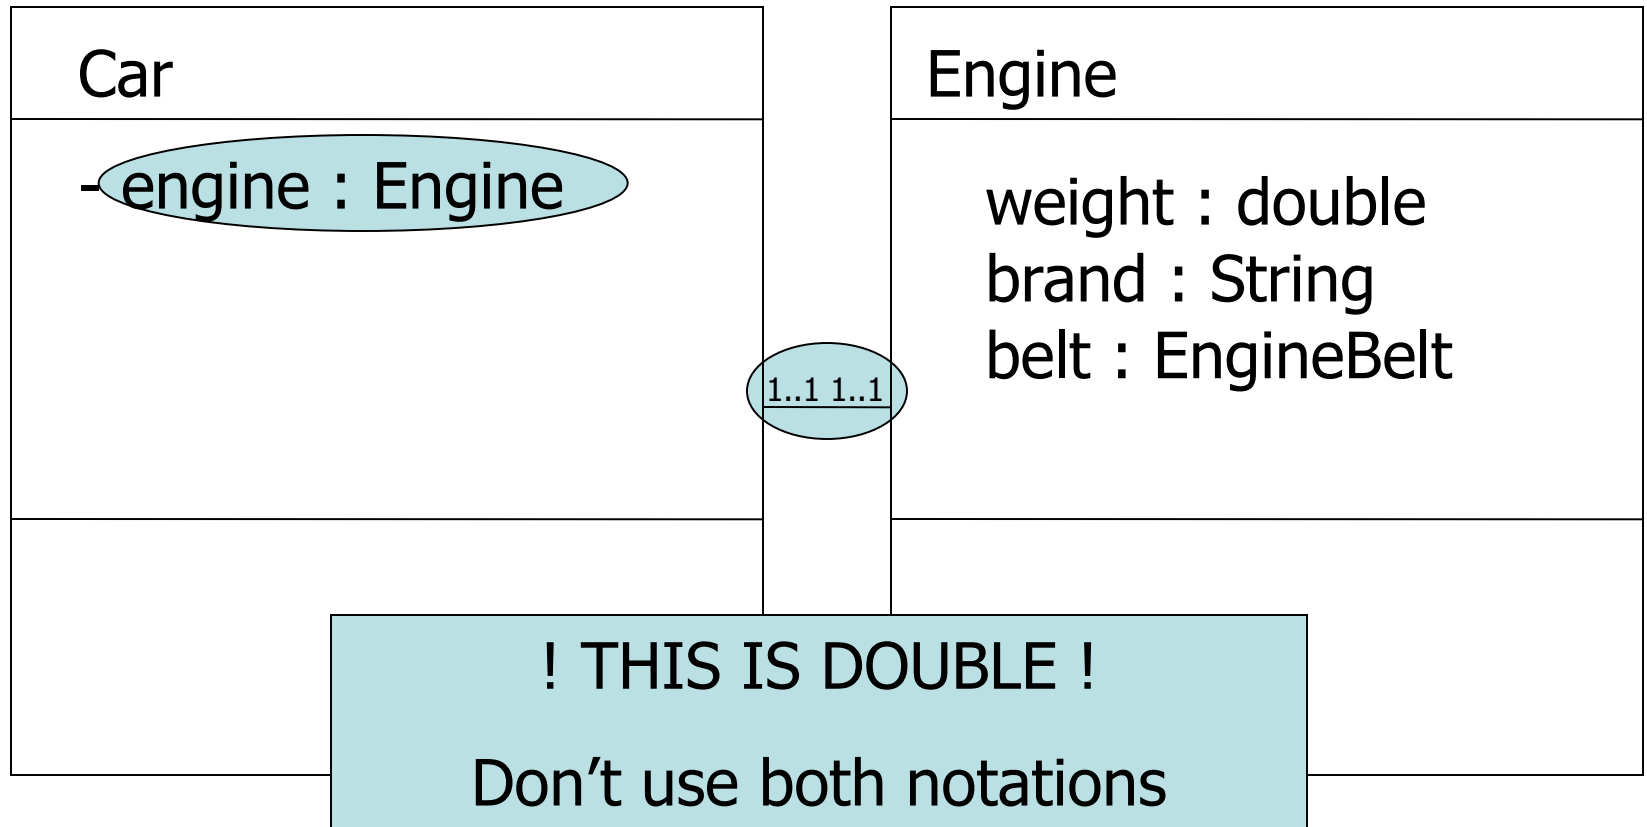 Car
- engine : Engine
1..1 1..1
Engine
weight : double
brand : String
belt : EngineBelt
! THIS IS DOUBLE !
Don’t use both notations